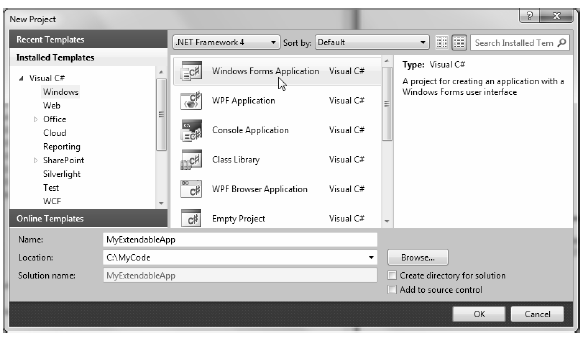 New Project
Recent Templates
.NET Framework 4 Sort by: Default Search Installed Tem
Installed Templates
Visual C#
Windows
Web
Office
Cloud
Reporting
SharePoint
Silverlight
Test
WCF
Online Templates
Windows Forms Application Visual C#
WPF Application Visual C#
Console Application Visual C#
Class Library Visual C#
WPF Browser Application Visual C#
Empty Project Visual C#
Type: Visual C#
A project for creating an application with a
Windows Forms user interface
Name: MyExtendableApp
Location: C:\MyCode Browse...
Solution name: MyExtendableApp
Create directory for solution
Add to source control
OK Cancel